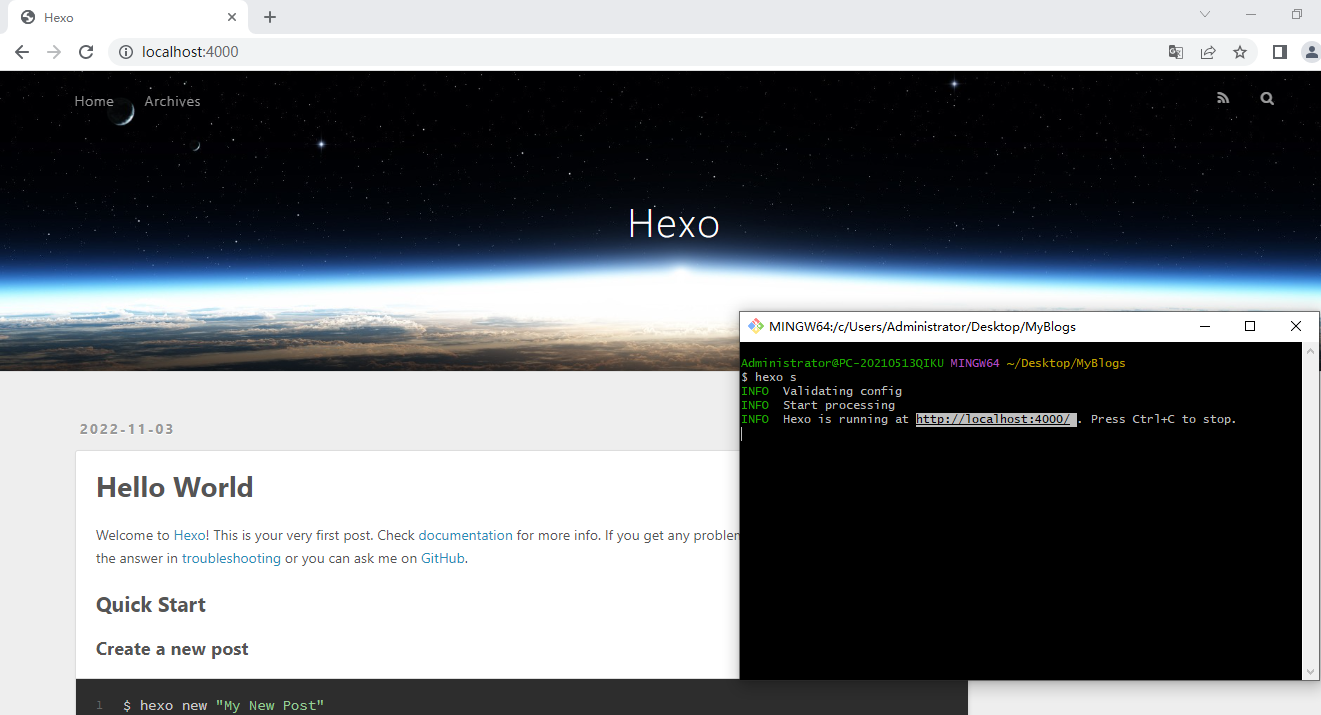 Hexo
localhost:4000
Home Archives
Hexo
2022-11-03
Hello World
Welcome to Hexo! This is your very first post. Check documentation for more info. If you get any
the answer in troubleshooting or you can ask me on GitHub.
Quick Start
Create a new post
1 $ hexo new "My New Post"
MINGW64:/c/Users/Administrator/Desktop/MyBlogs
Administrator@PC-20210513QIKU MINGW64 ~/Desktop/MyBlogs
$ hexo s
INFO Validating config
INFO Start processing
INFO Hexo is running at http://localhost:4000/ . Press Ctrl+C to stop.